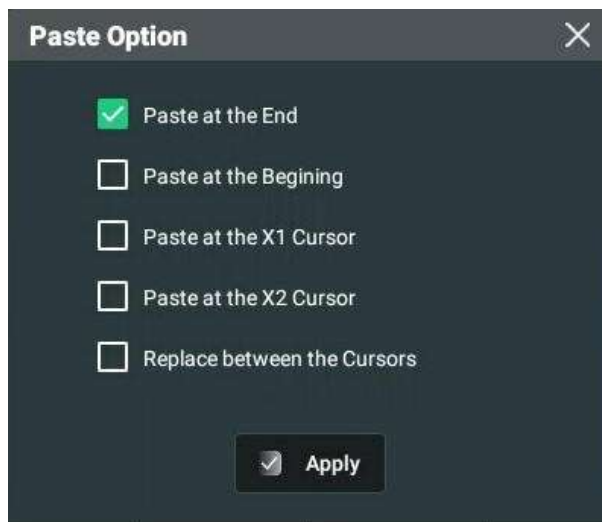 Paste Option
Paste at the End
Paste at the Begining
Paste at the X1 Cursor
Paste at the X2 Cursor
Replace between the Cursors
Apply